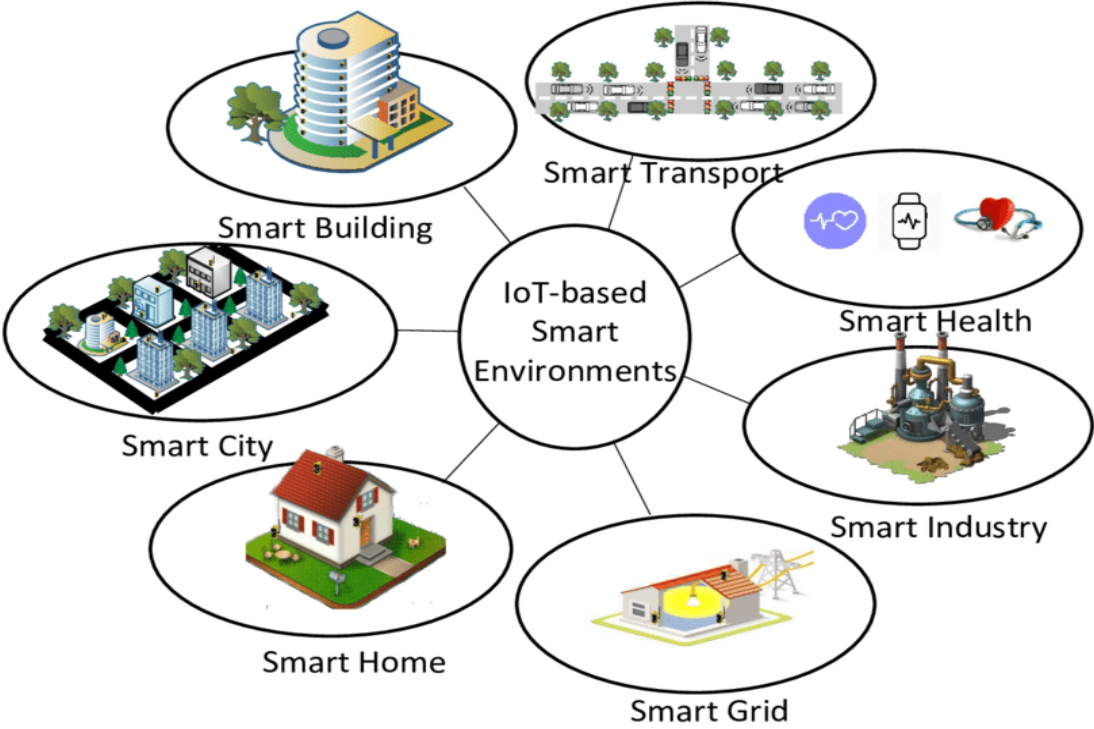 Smart Transport
Smart Building
IoT-based
Smart
Environments
Smart Health
Smart City
Smart Industry
Smart Home
Smart Grid